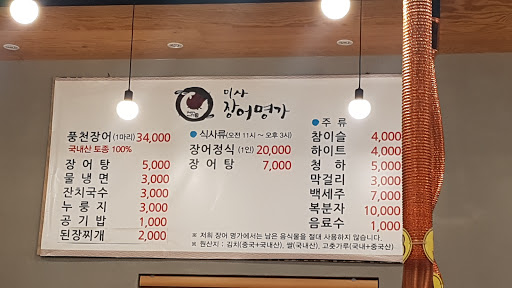 미사
장어명가
풍천장어(1마리) 34,000
국내산 토종 100%
장어탕 5,000
물냉면 3,000
잔치국수 3,000
누룽지 3,000
공기밥 1,000
된장찌개 2,000
● 식사류(오전 11시 ~ 오후 3시)
장어정식 (1인) 20,000
장어탕 7,000
● 주류
참이슬 4,000
하이트 4,000
청하 5,000
막걸리 3,000
백세주 7,000
복분자 10,000
음료수 1,000
※ 저희 장어 명가에서는 남은 음식물을 절대 사용하지 않습니다.
※ 원산지 : 김치(중국+국내산), 쌀(국내산), 고춧가루(국내+중국산)